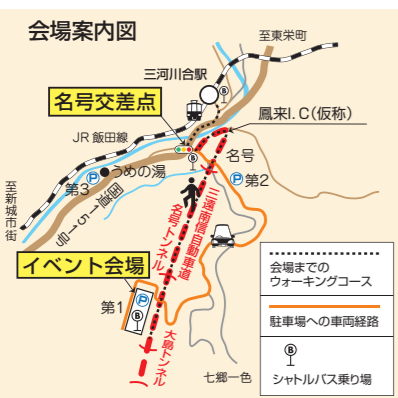 会場案内図
至東栄町
三河川合駅
B
名号交差点
鳳来I.C(仮称)
JR飯田線
名号
B
うめの湯
P
第3
P
第2
国道151号
至新城市街
三遠南信自動車道
名号トンネル
イベント会場
第1
P
B
大島トンネル
七郷一色
会場までの
ウォーキングコース
駐車場への車両経路
B
シャトルバス乗り場